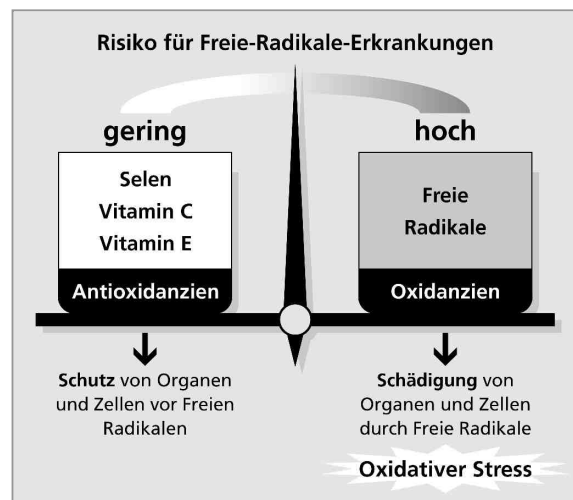 Risiko für Freie-Radikale-Erkrankungen
gering
hoch
Selen
Vitamin C
Vitamin E
Freie
Radikale
Antioxidanzien
Oxidanzien
Schutz von Organen
und Zellen vor Freien
Radikalen
Schädigung von
Organen und Zellen
durch Freie Radikale
Oxidativer Stress